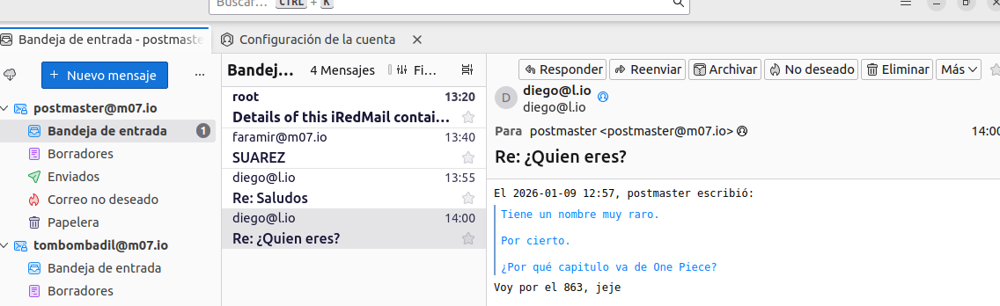 Buscar… CTRL + K
Bandeja de entrada - postmaste
Configuración de la cuenta
Nuevo mensaje
postmaster@m07.io
Bandeja de entrada 1
Borradores
Enviados
Correo no deseado
Papelera
tombombadil@m07.io
Bandeja de entrada
Borradores
Bandej… 4 Mensajes Fi…
root 13:20
Details of this iRedMail contai…
faramir@m07.io 13:40
SUAREZ
diego@l.io 13:55
Re: Saludos
diego@l.io 14:00
Re: ¿Quien eres?
Responder Reenviar Archivar No deseado Eliminar Más
D
diego@l.io
diego@l.io
Para postmaster <postmaster@m07.io> 14:00
Re: ¿Quien eres?
El 2026-01-09 12:57, postmaster escribió:
Tiene un nombre muy raro.
Por cierto.
¿Por qué capitulo va de One Piece?
Voy por el 863, jeje